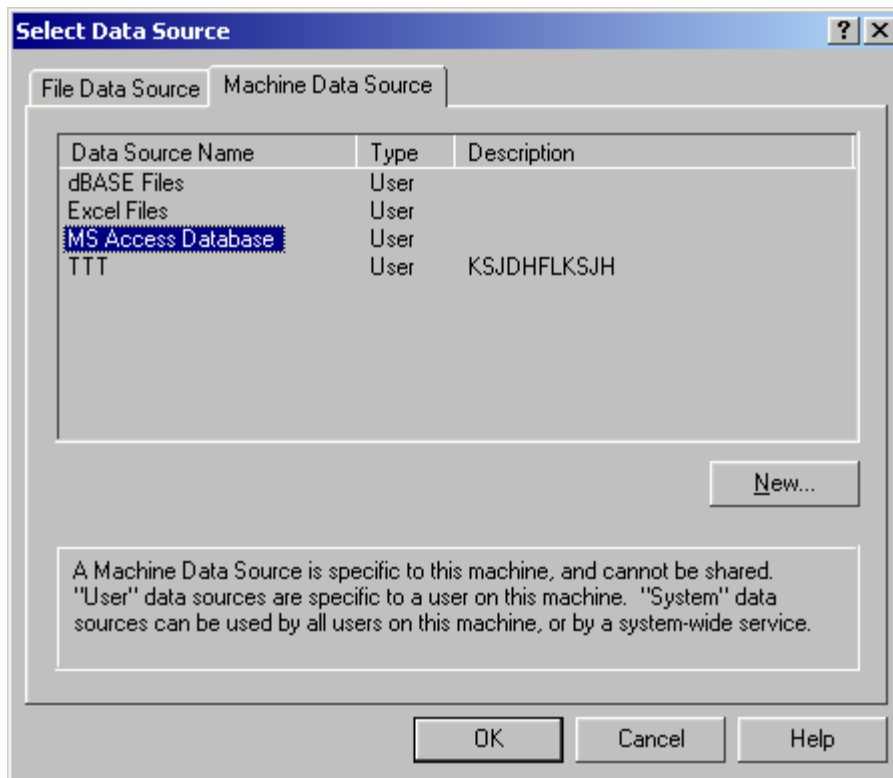 Select Data Source
File Data Source Machine Data Source
Data Source Name Type Description
dBASE Files User
Excel Files User
MS Access Database User
TTT User KSJDHFLKSJH
New...
A Machine Data Source is specific to this machine, and cannot be shared.
"User" data sources are specific to a user on this machine.  "System" data
sources can be used by all users on this machine, or by a system-wide service.
OK Cancel Help